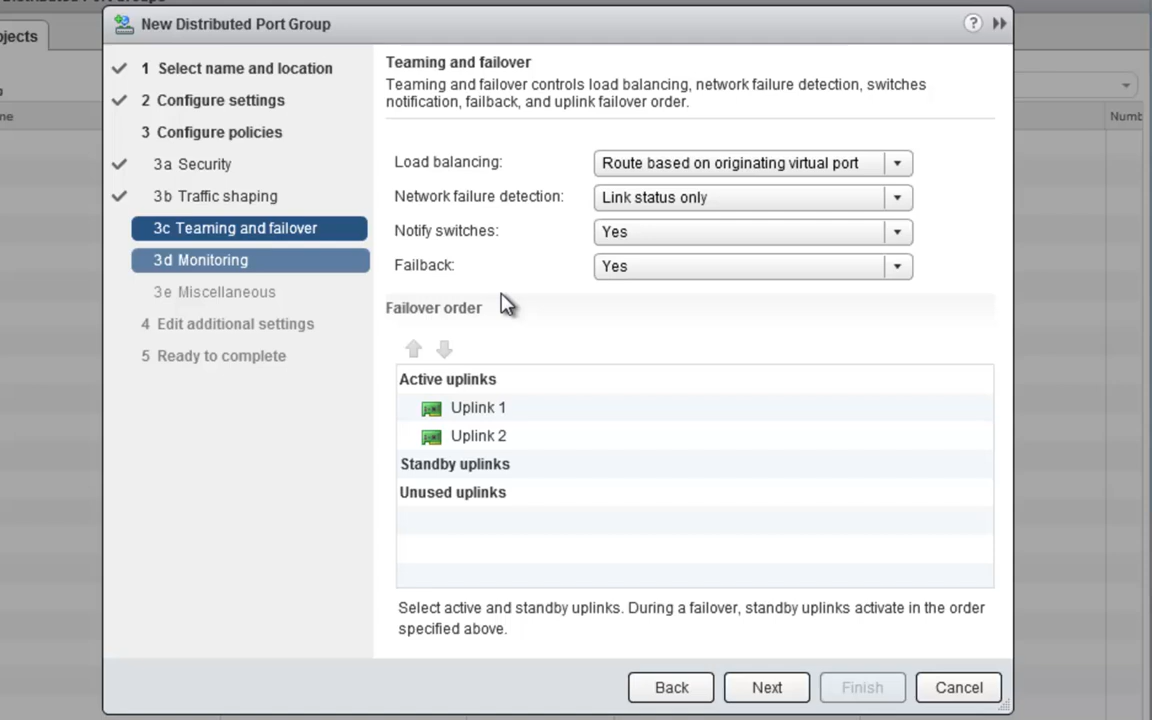 New Distributed Port Group
jects
me
Numb
1 Select name and location
2 Configure settings
3 Configure policies
3a Security
3b Traffic shaping
3c Teaming and failover
3d Monitoring
3e Miscellaneous
4 Edit additional settings
5 Ready to complete
Teaming and failover
Teaming and failover controls load balancing, network failure detection, switches
notification, failback, and uplink failover order.
Load balancing: Route based on originating virtual port
Network failure detection: Link status only
Notify switches: Yes
Failback: Yes
Failover order
Active uplinks
Uplink 1
Uplink 2
Standby uplinks
Unused uplinks
Select active and standby uplinks. During a failover, standby uplinks activate in the order
specified above.
Back Next Finish Cancel